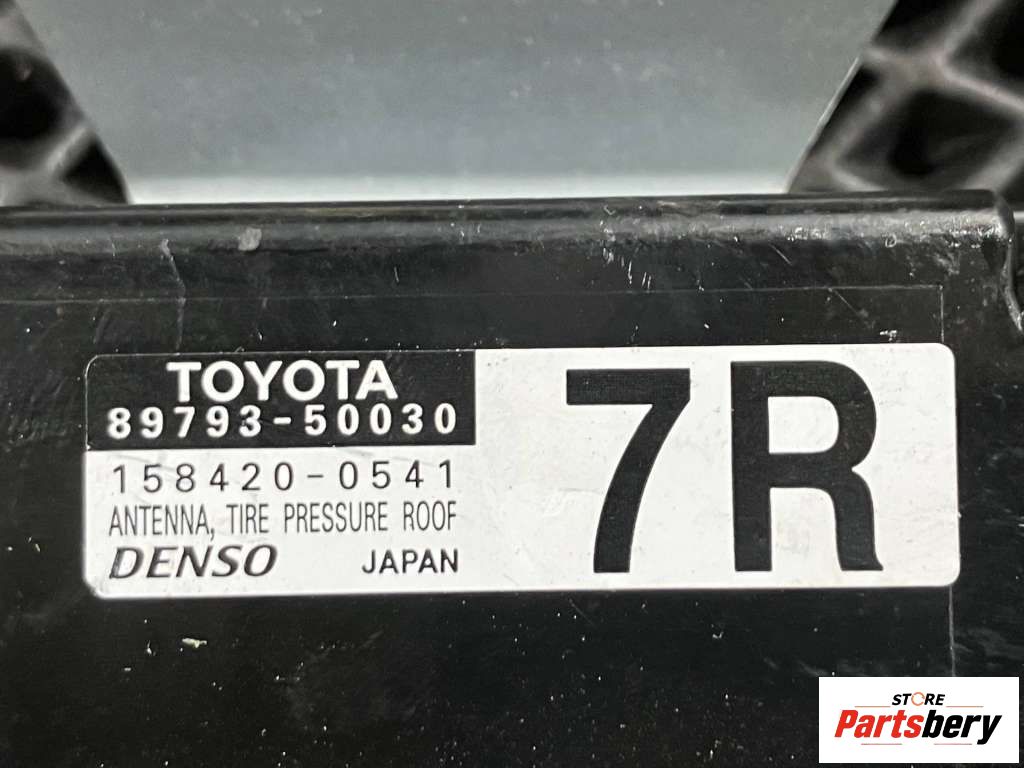 TOYOTA
89793-50030
158420-0541
ANTENNA, TIRE PRESSURE ROOF
DENSO JAPAN
7R
STORE
Partsbery